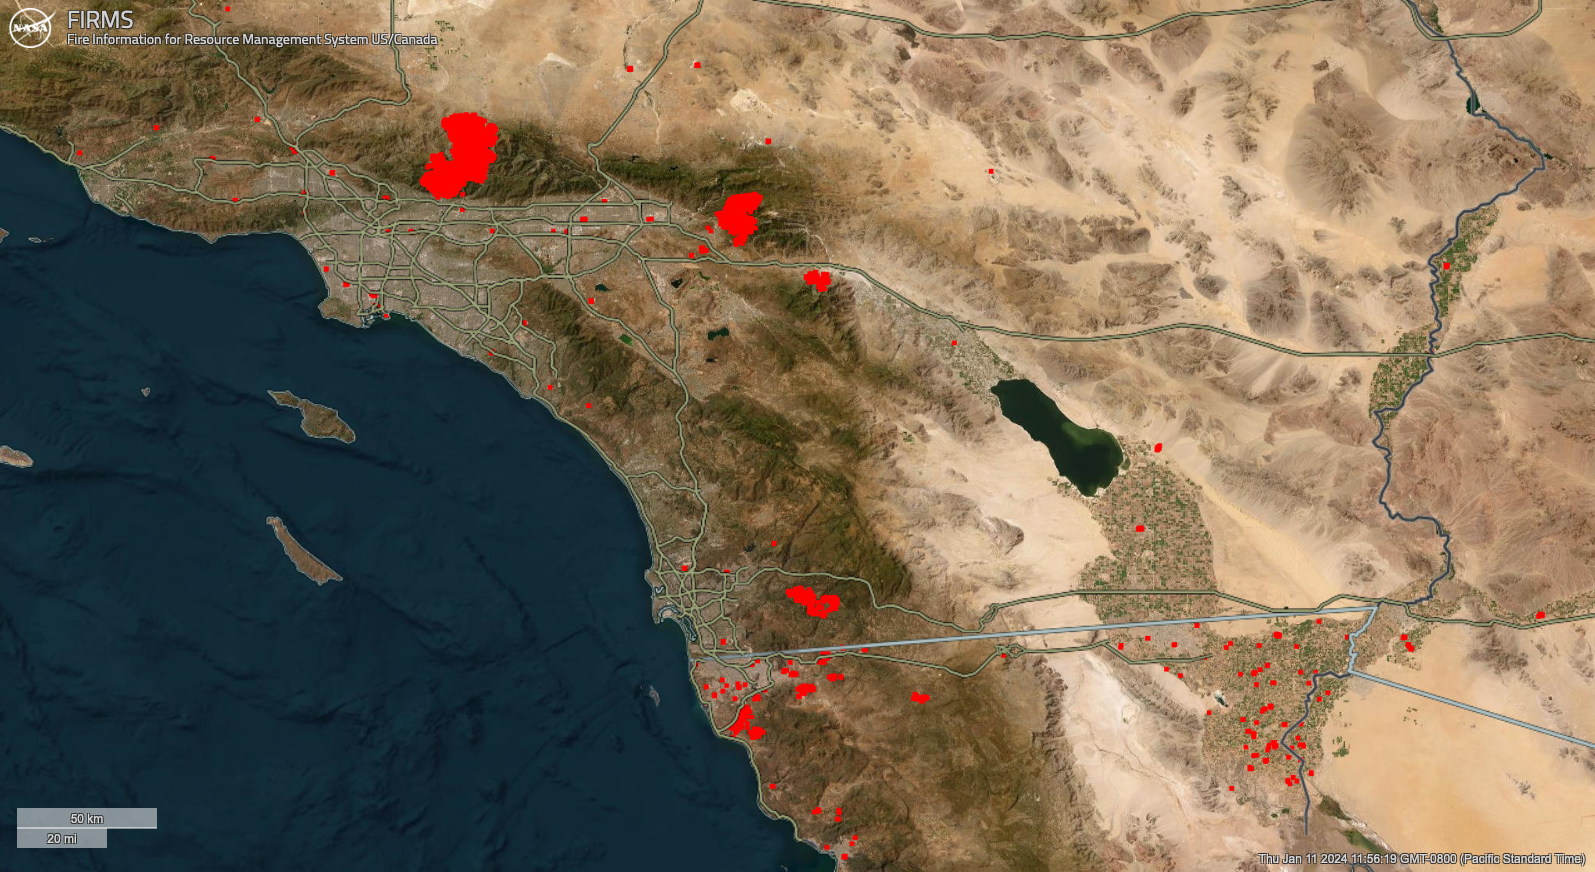 NASA
FIRMS
Fire Information for Resource Management System US/Canada
50 km
20 mi
Thu Jan 11 2024 11:56:19 GMT-0800 (Pacific Standard Time)